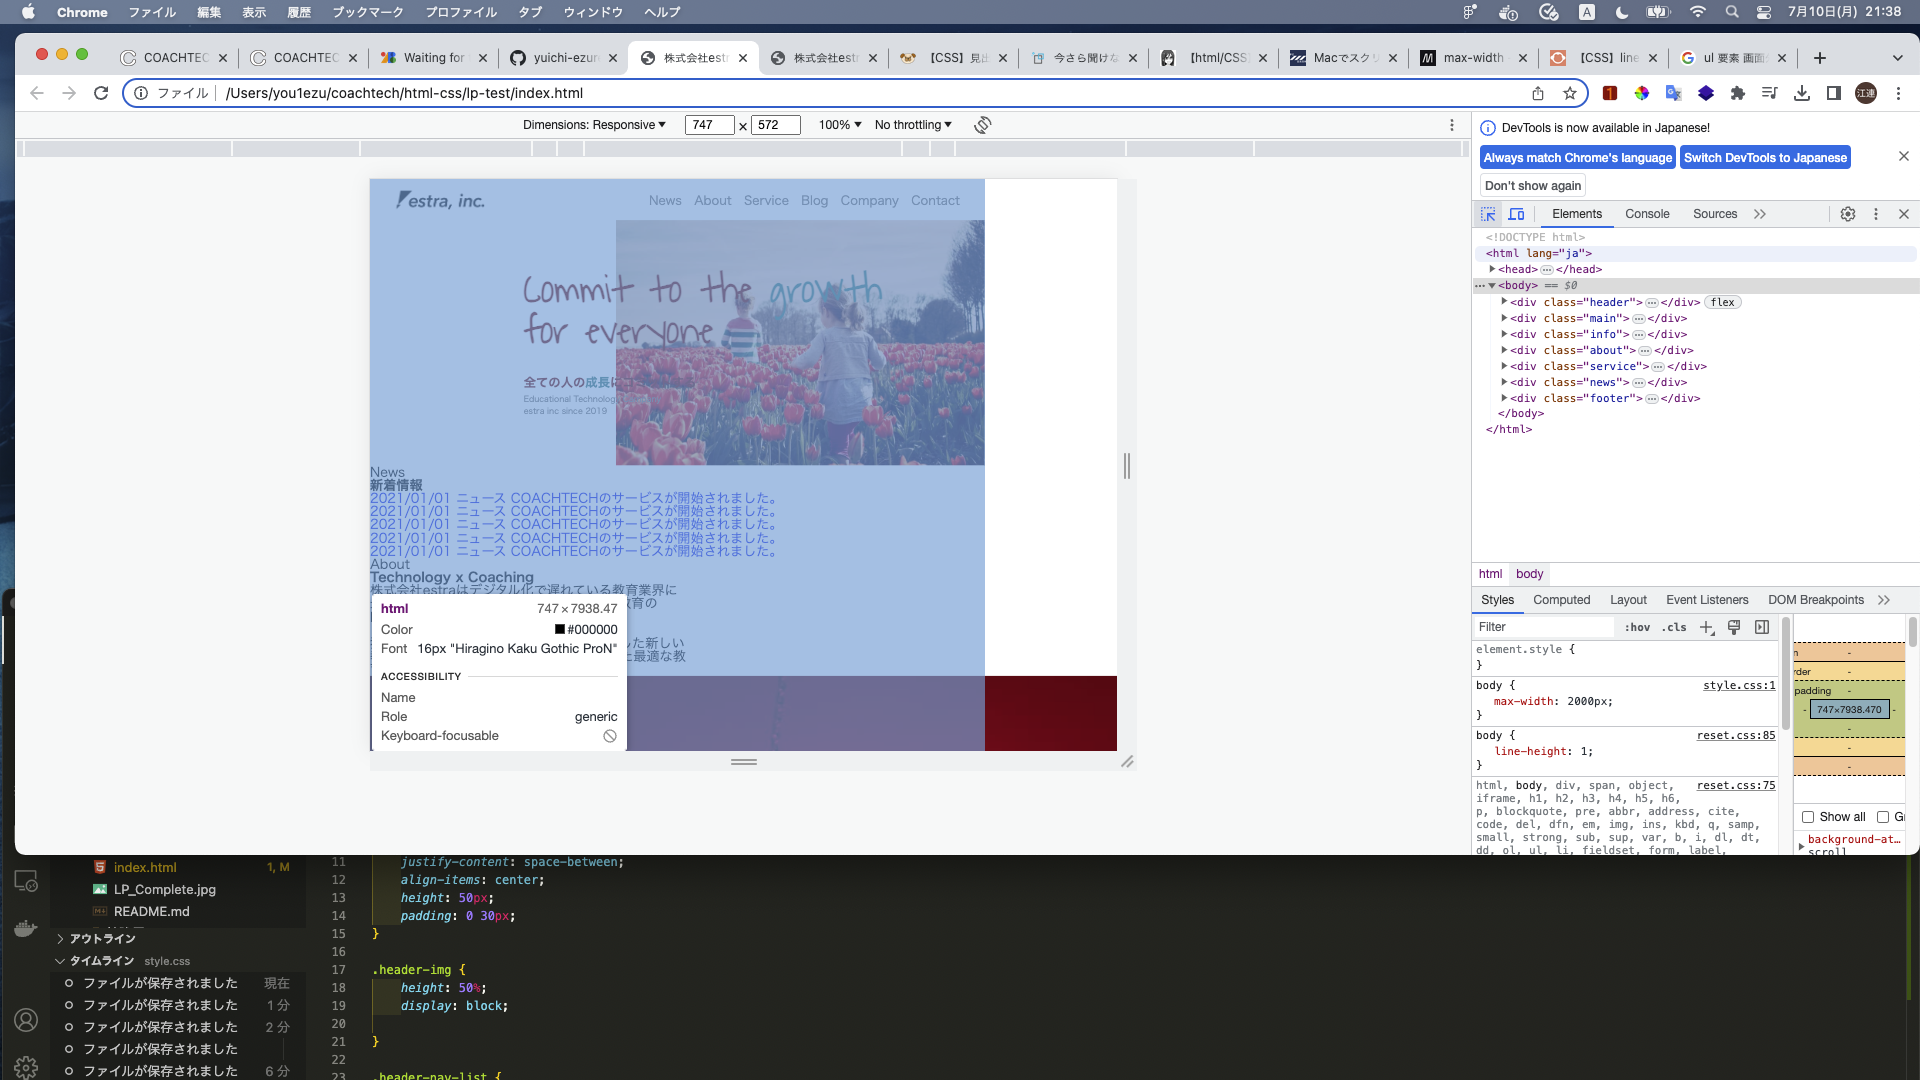 Chrome ファイル 編集 表示 履歴 ブックマーク プロファイル タブ ウィンドウ ヘルプ
A 7月10日(月) 21:38
COACHTEC
COACHTEC
Waiting for
yuichi-ezur
株式会社estr
株式会社estr
【CSS】見出
今さら聞けな
【html/CSS
Macでスクリ
max-width
【CSS】line
ul 要素 画面
ファイル /Users/you1ezu/coachtech/html-css/lp-test/index.html
江連
Dimensions: Responsive 747 × 572 100% No throttling
DevTools is now available in Japanese!
Always match Chrome's language Switch DevTools to Japanese
Don't show again
Elements Console Sources
<!DOCTYPE html>
<html lang="ja">
<head> </head>
<body> == $0
<div class="header"> </div> flex
<div class="main"> </div>
<div class="info"> </div>
<div class="about"> </div>
<div class="service"> </div>
<div class="news"> </div>
<div class="footer"> </div>
</body>
</html>
html body
Styles Computed Layout Event Listeners DOM Breakpoints
Filter :hov .cls
element.style {
}
body { style.css:1
max-width: 2000px;
}
body { reset.css:85
line-height: 1;
}
html, body, div, span, object, reset.css:75
iframe, h1, h2, h3, h4, h5, h6,
p, blockquote, pre, abbr, address, cite,
code, del, dfn, em, img, ins, kbd, q, samp,
small, strong, sub, sup, var, b, i, dl, dt,
dd, ol, ul, li, fieldset, form, label,
padding -
747×7938.470
Show all
background-at…
scroll
estra, inc.
News About Service Blog Company Contact
Commit to the growth
for everyone
全ての人の成長に
Educational Technolog
estra inc since 2019
News
新着情報
2021/01/01 ニュース COACHTECHのサービスが開始されました。
2021/01/01 ニュース COACHTECHのサービスが開始されました。
2021/01/01 ニュース COACHTECHのサービスが開始されました。
2021/01/01 ニュース COACHTECHのサービスが開始されました。
2021/01/01 ニュース COACHTECHのサービスが開始されました。
About
Technology x Coaching
株式会社estraはデジタル化で遅れている教育業界に
教育の
した新しい
最適な教
html 747 × 7938.47
Color #000000
Font 16px "Hiragino Kaku Gothic ProN"
ACCESSIBILITY
Name
Role generic
Keyboard-focusable
index.html 1, M
LP_Complete.jpg
README.md
アウトライン
タイムライン style.css
ファイルが保存されました 現在
ファイルが保存されました 1 分
ファイルが保存されました 2 分
ファイルが保存されました
ファイルが保存されました 6 分
11 justify-content: space-between;
12 align-items: center;
13 height: 50px;
14 padding: 0 30px;
15 }
16
17 .header-img {
18 height: 50%;
19 display: block;
20
21 }
22
23 .header-nav-list {